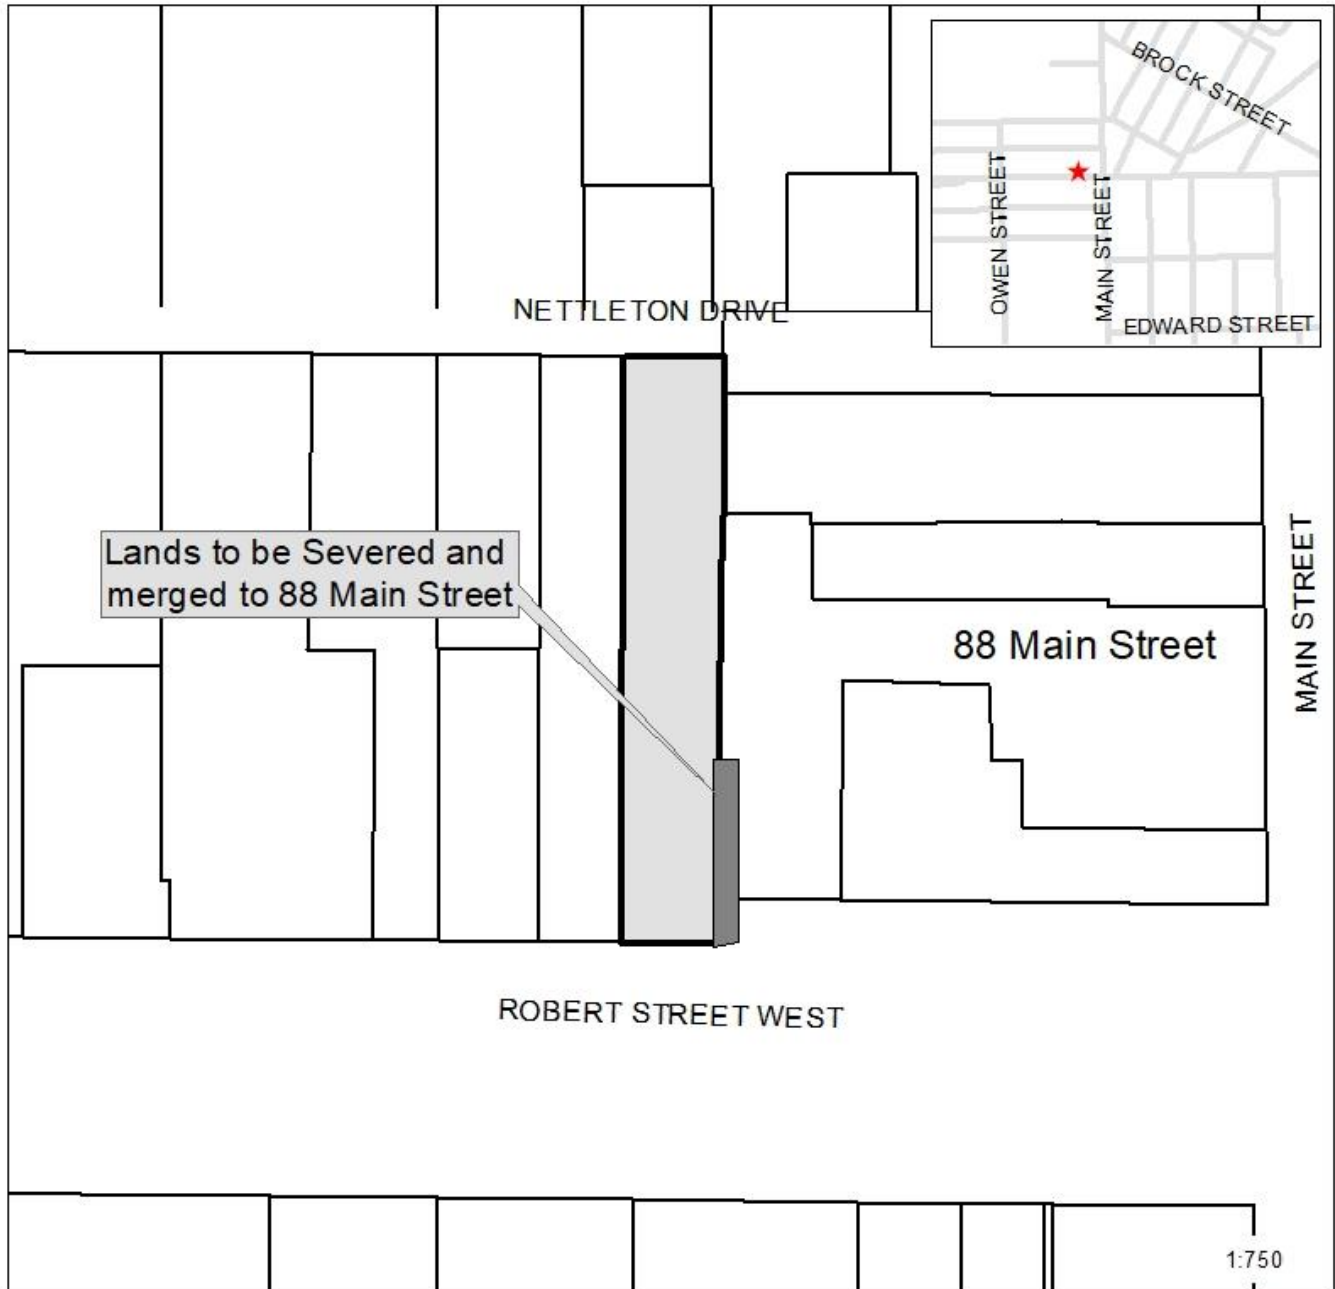 BROCK STREET
OWEN STREET
MAIN STREET
EDWARD STREET
NETTLETON DRIVE
Lands to be Severed and
merged to 88 Main Street
88 Main Street
MAIN STREET
ROBERT STREET WEST
1:750